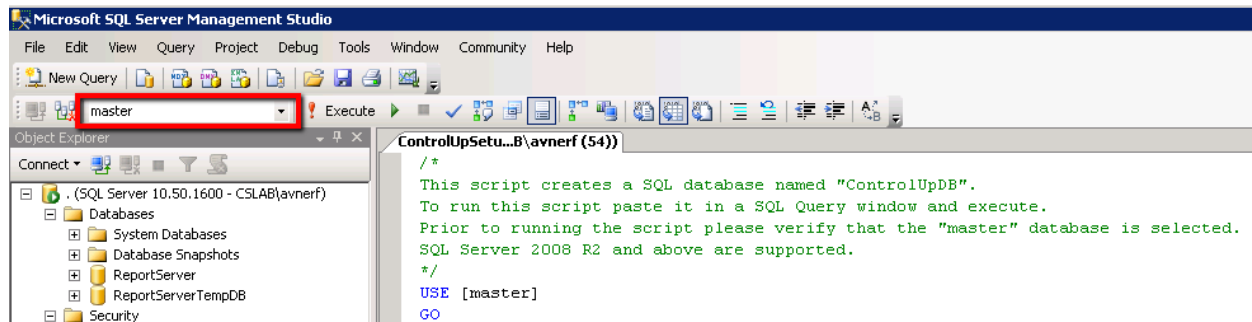 Microsoft SQL Server Management Studio
File Edit View Query Project Debug Tools Window Community Help
New Query MDX DMX
master Execute
Object Explorer
Connect
. (SQL Server 10.50.1600 - CSLAB\avnerf)
Databases
System Databases
Database Snapshots
ReportServer
ReportServerTempDB
Security
ControlUpSetu...B\avnerf (54))
/*
This script creates a SQL database named "ControlUpDB".
To run this script paste it in a SQL Query window and execute.
Prior to running the script please verify that the "master" database is selected.
SQL Server 2008 R2 and above are supported.
*/
USE [master]
GO